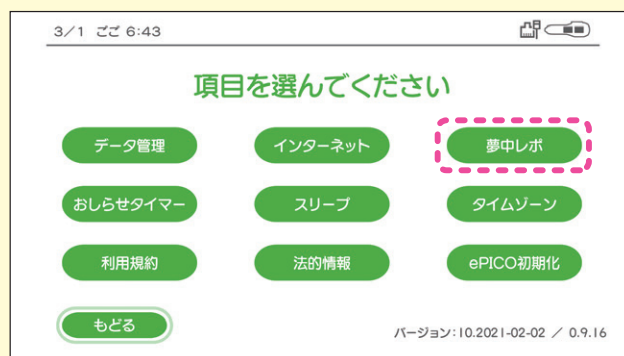 3/1 ごご 6:43
項目を選んでください
データ管理 インターネット 夢中レポ
おしらせタイマー スリープ タイムゾーン
利用規約 法的情報 ePICO初期化
もどる
バージョン:10.2021-02-02 / 0.9.16